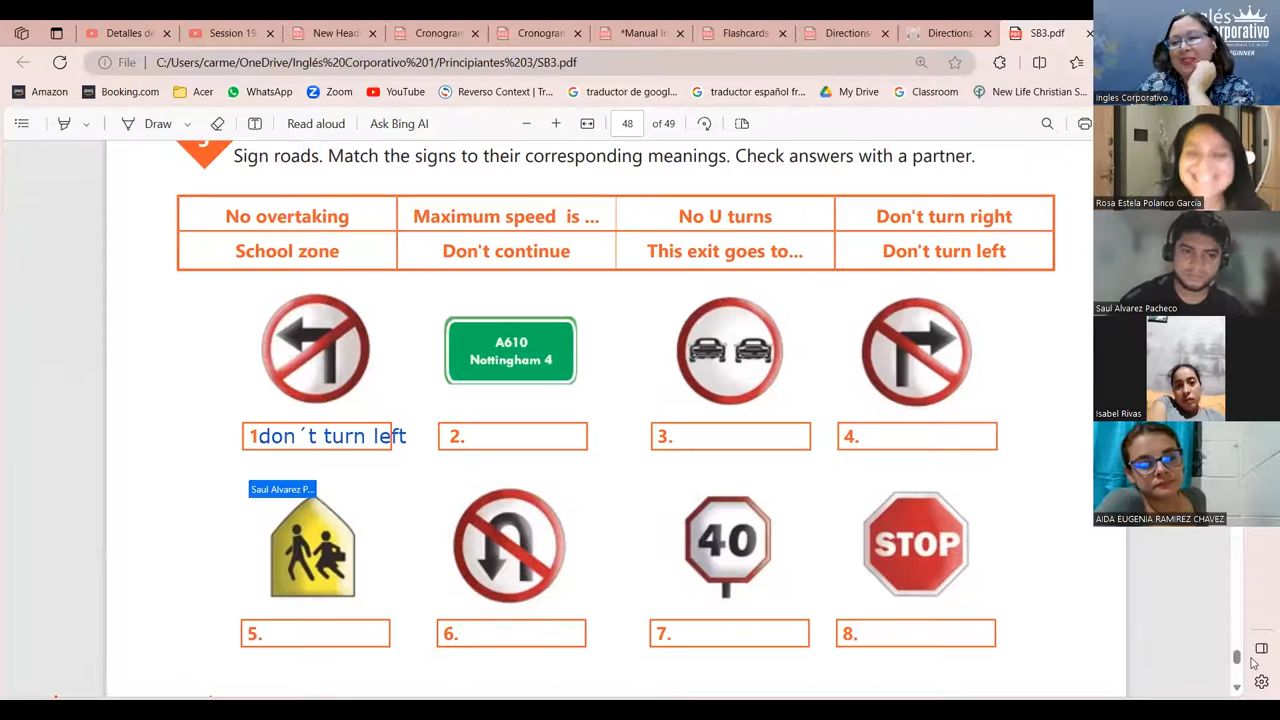 Detalles de
Session 19
New Head
Cronogran
Cronogran
*Manual In
Flashcards
Directions
Directions
SB3.pdf
File
C:/Users/carme/OneDrive/Inglés%20Corporativo%201/Principiantes%203/SB3.pdf
Amazon
Booking.com
Acer
WhatsApp
Zoom
YouTube
Reverso Context | Tr...
traductor de googl...
traductor español fr...
My Drive
Classroom
New Life Christian S...
Draw
Read aloud
Ask Bing AI
48
of 49
Sign roads. Match the signs to their corresponding meanings. Check answers with a partner.
No overtaking
Maximum speed is ...
No U turns
Don't turn right
School zone
Don't continue
This exit goes to...
Don't turn left
A610
Nottingham 4
1don´t turn left
2.
3.
4.
Saul Alvarez P...
40
STOP
5.
6.
7.
8.
Ingles Corporativo
Rosa Estela Polanco García
Saul Alvarez Pacheco
Isabel Rivas
AIDA EUGENIA RAMIREZ CHAVEZ